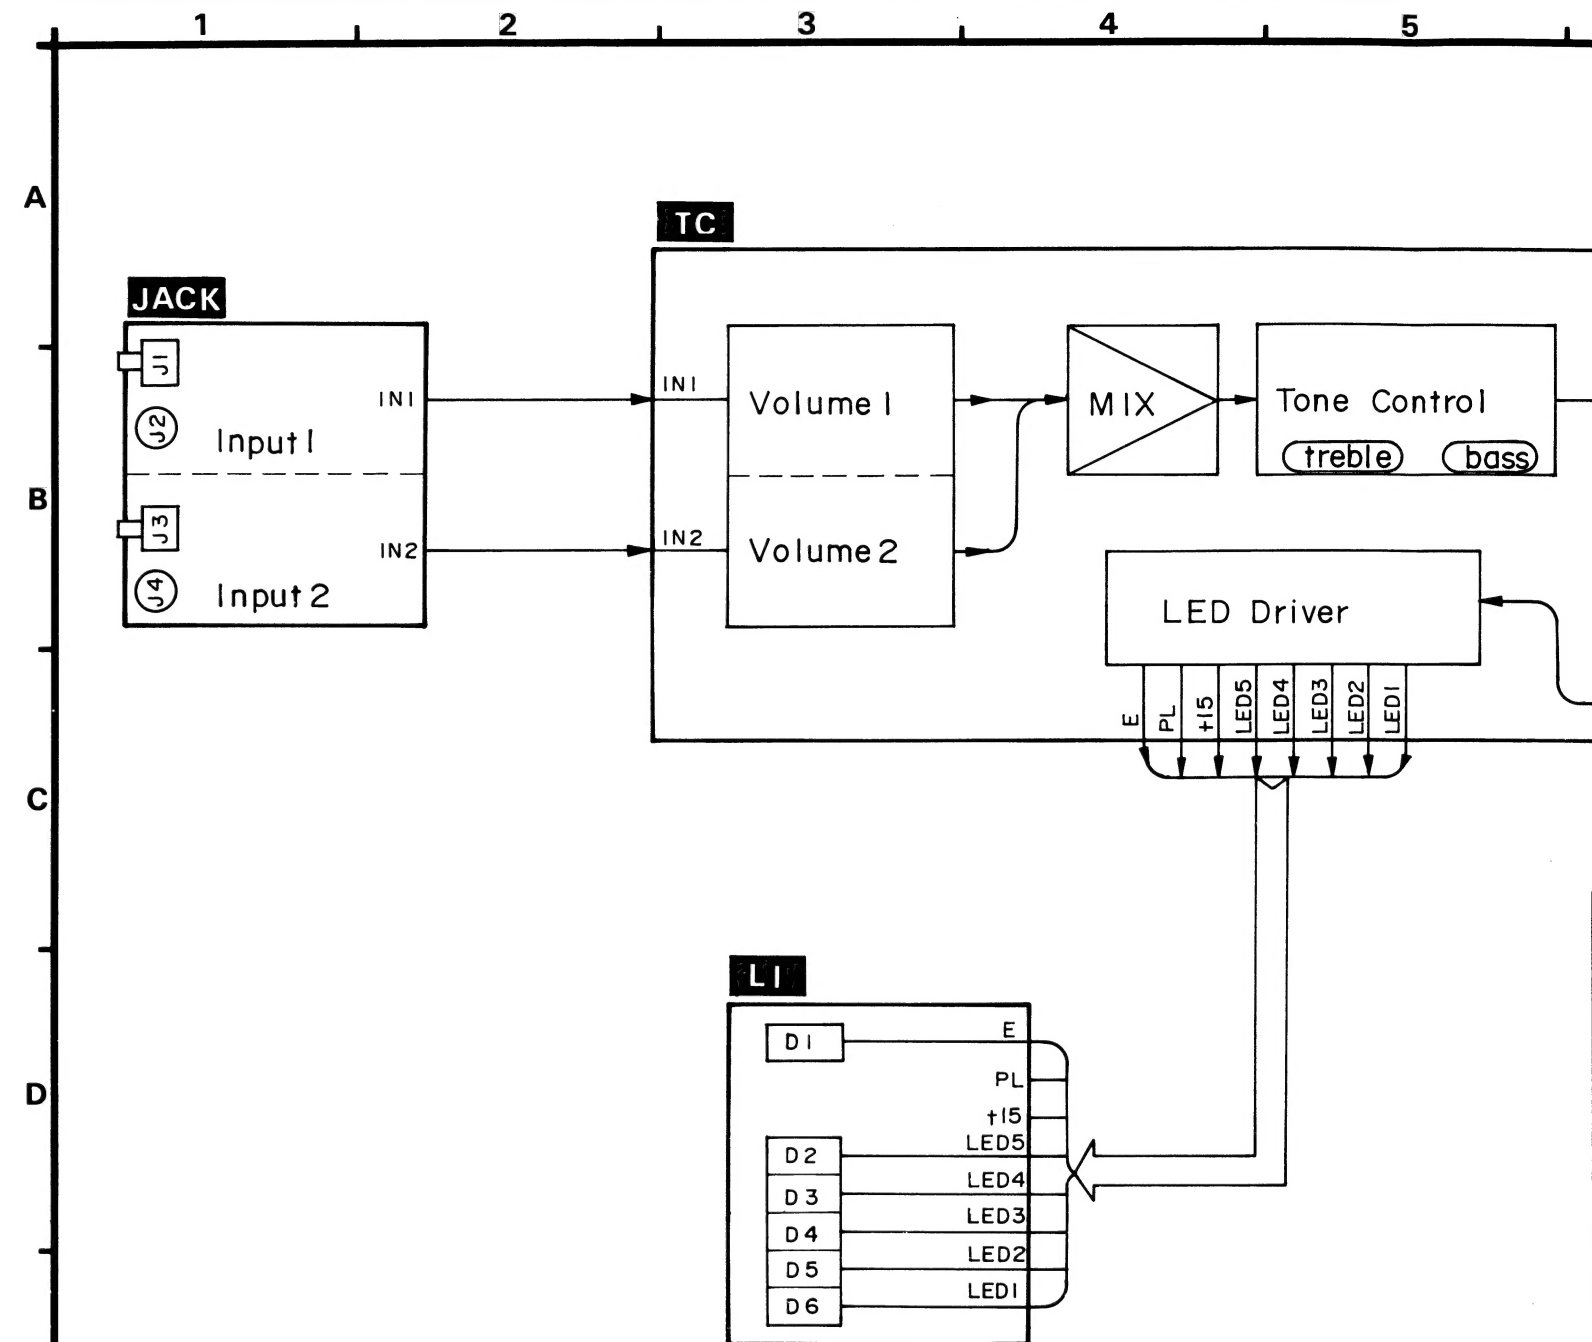 1 2 3 4 5
A
TC
JACK
J1
IN1
IN1
Volume 1
MIX
Tone Control
J2
Input 1
treble bass
B
J3
IN2
IN2
Volume 2
J4
Input 2
LED Driver
E PL +15 LED5 LED4 LED3 LED2 LED1
C
LI
D1 E
PL
D
+15
LED5
D2
LED4
D3
LED3
D4
LED2
D5
LED1
D6